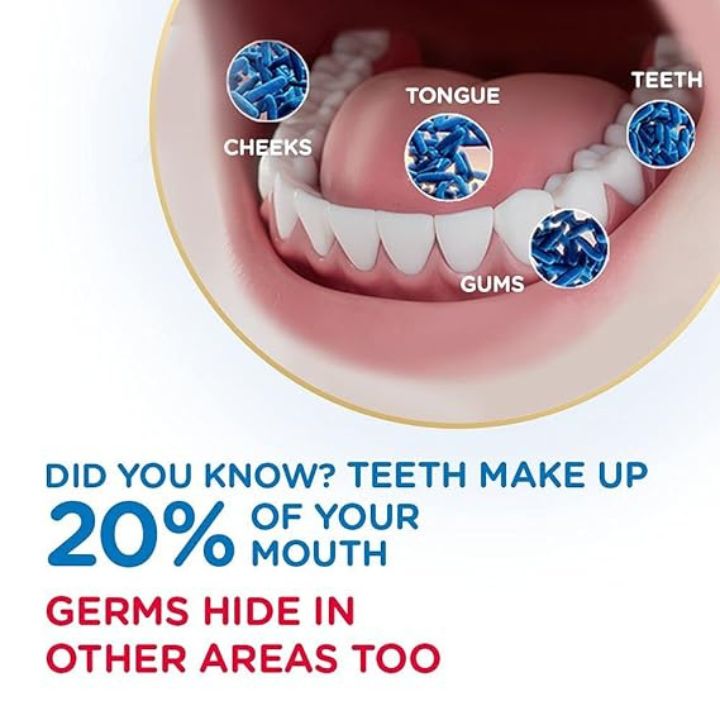 TEETH
TONGUE
CHEEKS
GUMS
DID YOU KNOW? TEETH MAKE UP
20% OF YOUR
MOUTH
GERMS HIDE IN
OTHER AREAS TOO